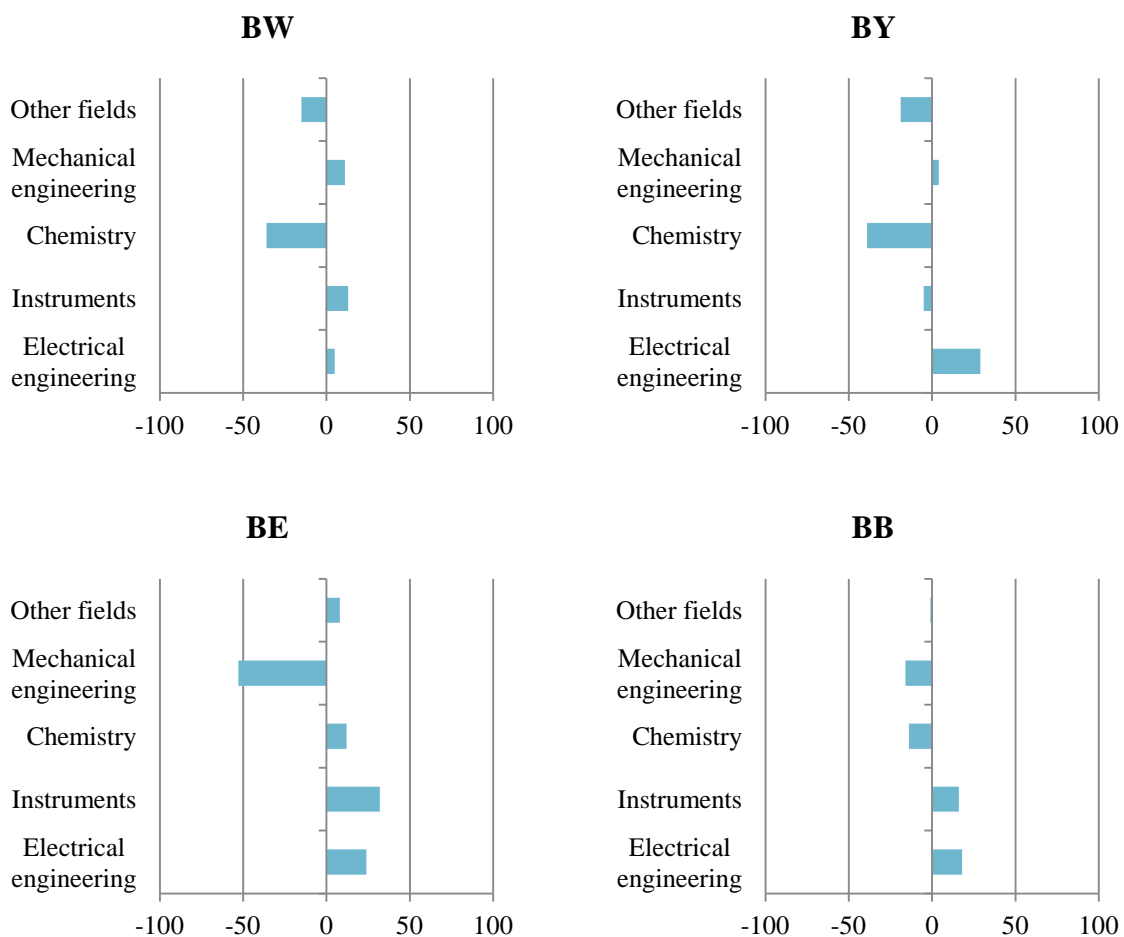 BW
Other fields
Mechanical
engineering
Chemistry
Instruments
Electrical
engineering
-100 -50 0 50 100
BY
Other fields
Mechanical
engineering
Chemistry
Instruments
Electrical
engineering
-100 -50 0 50 100
BE
Other fields
Mechanical
engineering
Chemistry
Instruments
Electrical
engineering
-100 -50 0 50 100
BB
Other fields
Mechanical
engineering
Chemistry
Instruments
Electrical
engineering
-100 -50 0 50 100